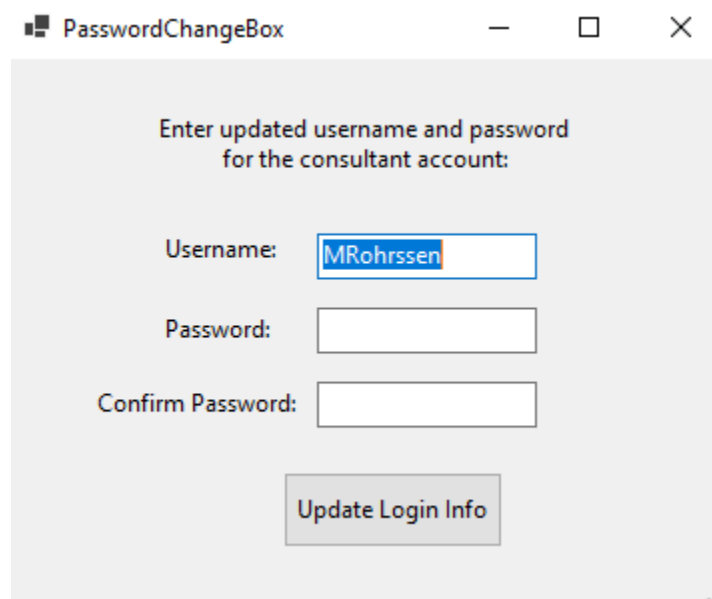 PasswordChangeBox
Enter updated username and password
for the consultant account:
Username:
MRohrssen
Password:
Confirm Password:
Update Login Info